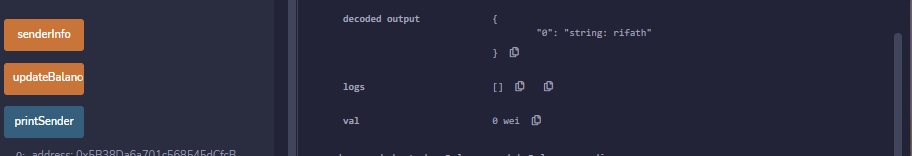 senderInfo
updateBalanc
printSender
0: address: 0x5B38Da6a701c568545dCfcB
decoded output
{
"0": "string: rifath"
}
logs
[]
val
0 wei